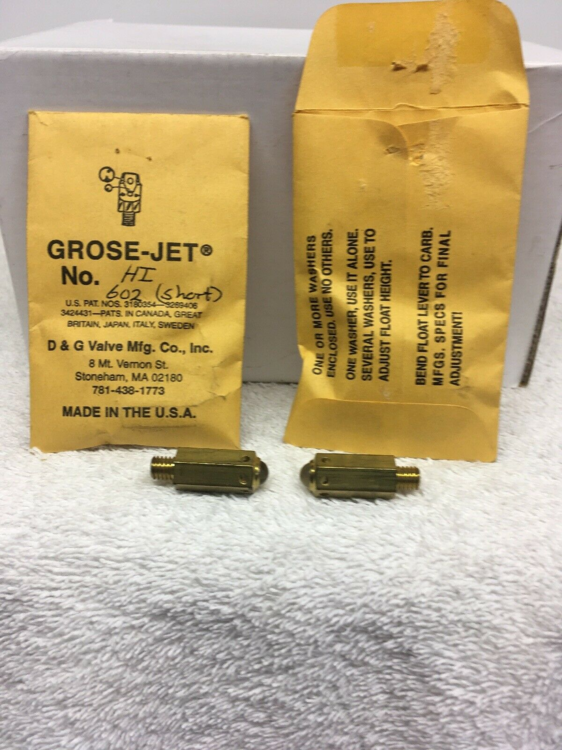 GROSE-JET®
No. HI
602 (short)
U.S. PAT. NOS. 3180354—3269406
3424431—PATS. IN CANADA, GREAT
BRITAIN, JAPAN, ITALY, SWEDEN
D & G Valve Mfg. Co., Inc.
8 Mt. Vernon St.
Stoneham, MA 02180
781-438-1773
MADE IN THE U.S.A.
ONE OR MORE WASHERS
ENCLOSED. USE NO OTHERS.
ONE WASHER, USE IT ALONE.
SEVERAL WASHERS, USE TO
ADJUST FLOAT HEIGHT.
BEND FLOAT LEVER TO CARB.
MFG. SPECS FOR FINAL
ADJUSTMENT!